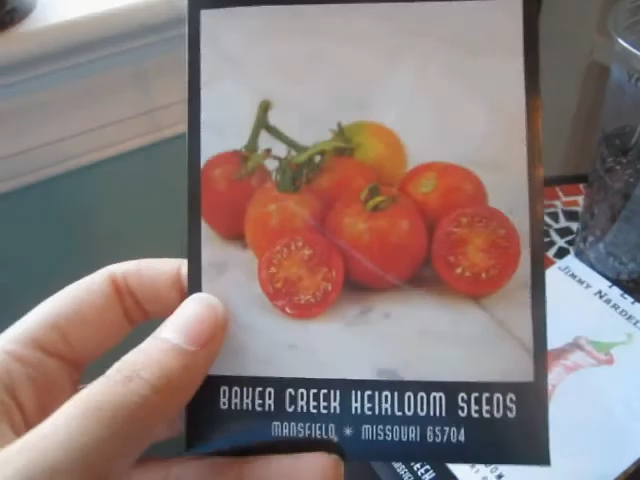 BAKER CREEK HEIRLOOM SEEDS
MANSFIELD * MISSOURI 65704
JIMMY NARDEL